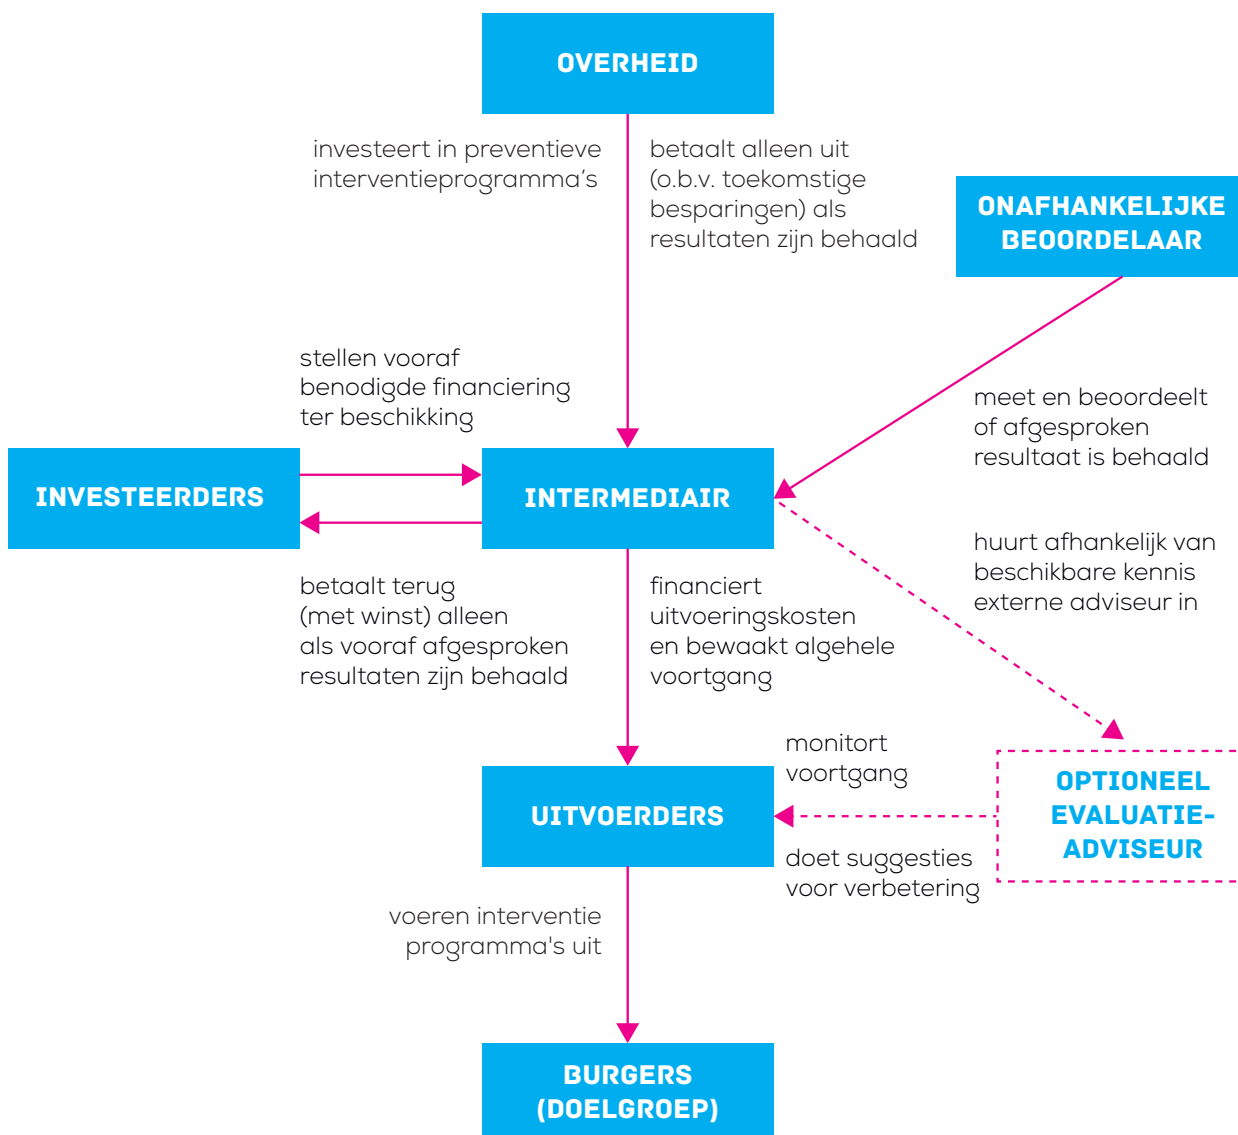 OVERHEID
investeert in preventieve
interventieprogramma's
betaalt alleen uit
(o.b.v. toekomstige
besparingen) als
resultaten zijn behaald
ONAFHANKELIJKE
BEOORDELAAR
stellen vooraf
benodigde financiering
ter beschikking
meet en beoordeelt
of afgesproken
resultaat is behaald
INVESTEERDERS
INTERMEDIAIR
huurt afhankelijk van
beschikbare kennis
externe adviseur in
betaalt terug
(met winst) alleen
als vooraf afgesproken
resultaten zijn behaald
financiert
uitvoeringskosten
en bewaakt algehele
voortgang
monitort
voortgang
OPTIONEEL
EVALUATIE-
ADVISEUR
UITVOERDERS
doet suggesties
voor verbetering
voeren interventie
programma's uit
BURGERS
(DOELGROEP)